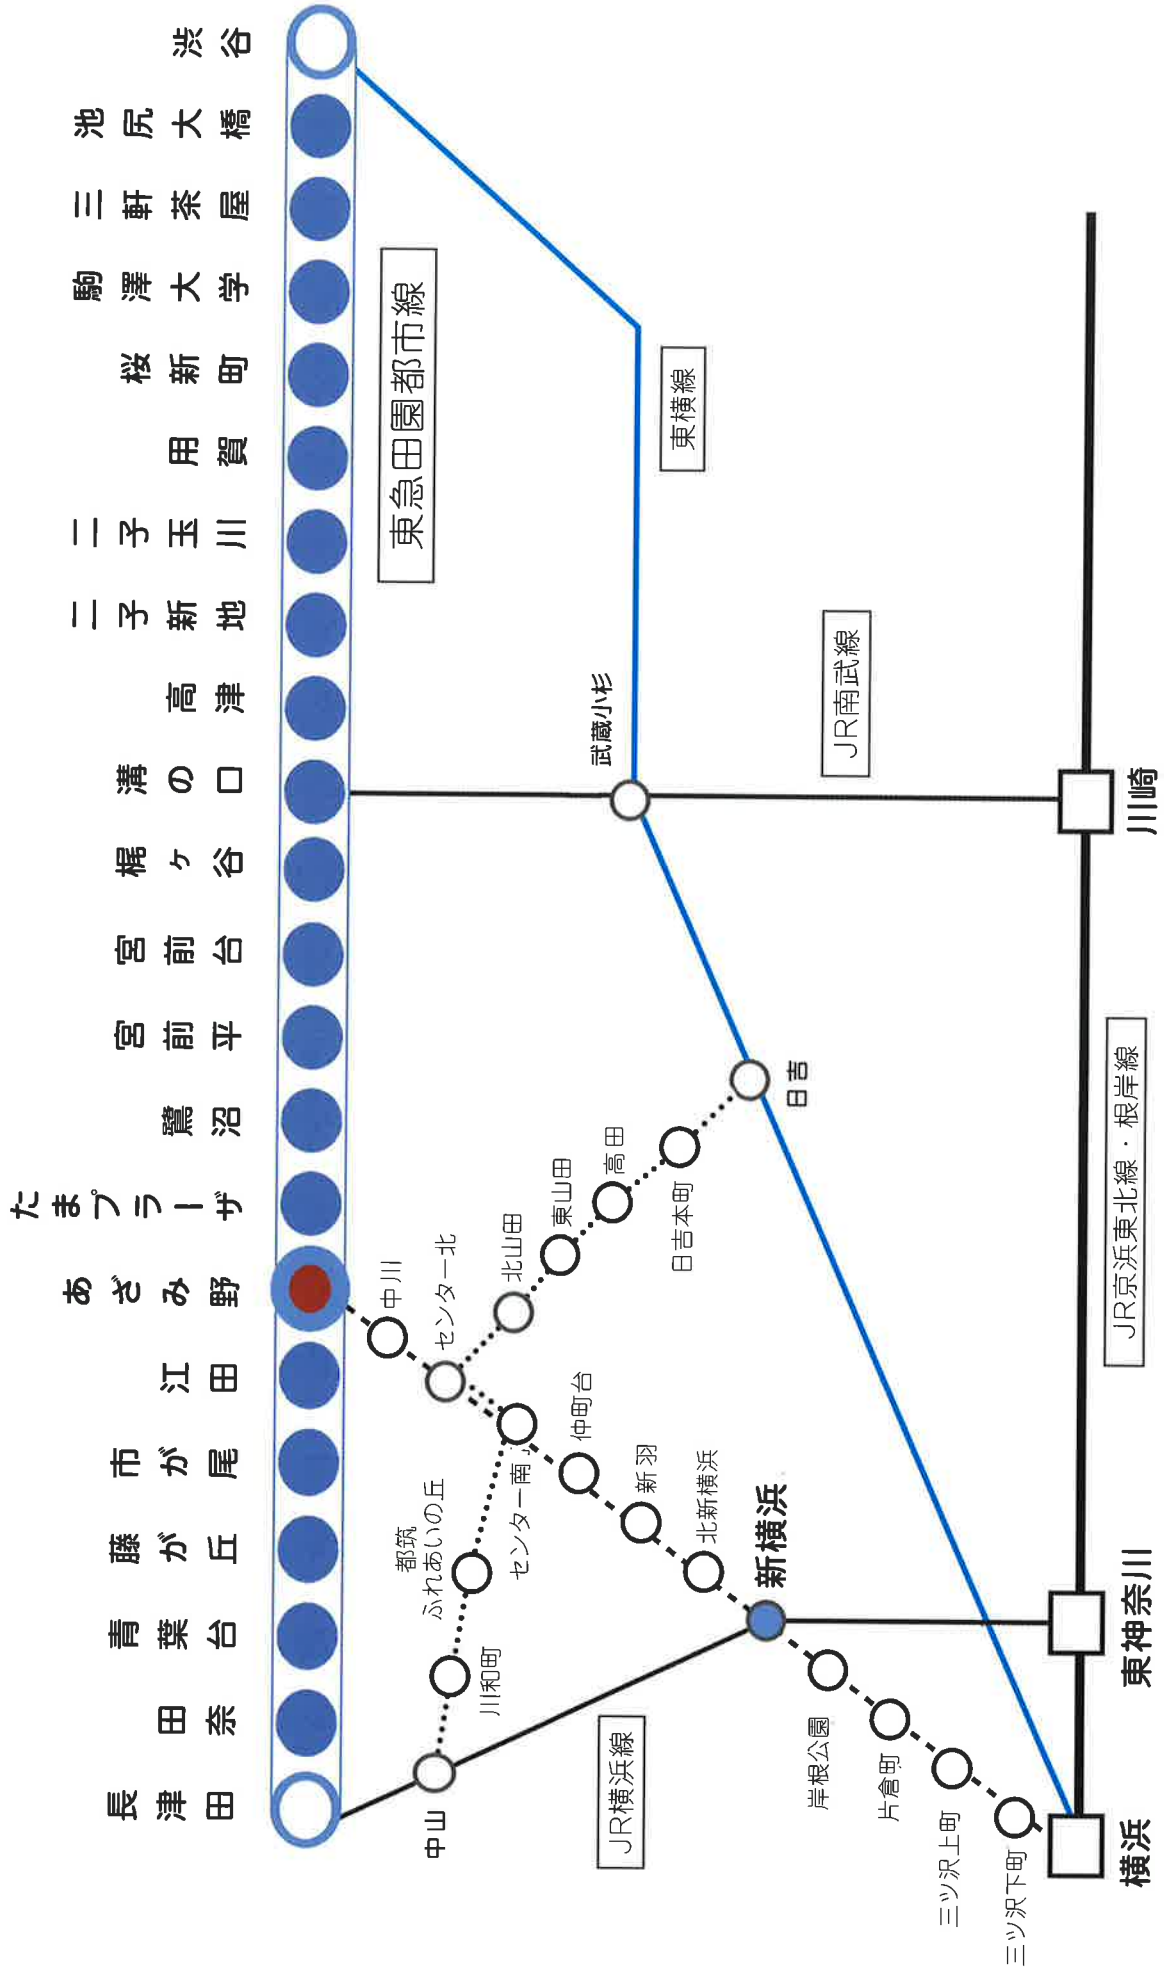 長津田
田奈
青葉台
藤が丘
市が尾
江田
あざみ野
たまプラーザ
鷺沼
宮前平
宮前台
梶ヶ谷
溝の口
高津
二子新地
二子玉川
用賀
桜新町
駒澤大学
三軒茶屋
池尻大橋
渋谷
東急田園都市線
中川
センター北
北山田
東山田
高田
日吉本町
日吉
武蔵小杉
東横線
JR南武線
中山
川和町
都筑
ふれあいの丘
センター南
仲町台
新羽
北新横浜
新横浜
JR横浜線
岸根公園
片倉町
三ツ沢上町
三ツ沢下町
横浜
東神奈川
JR京浜東北線・根岸線
川崎